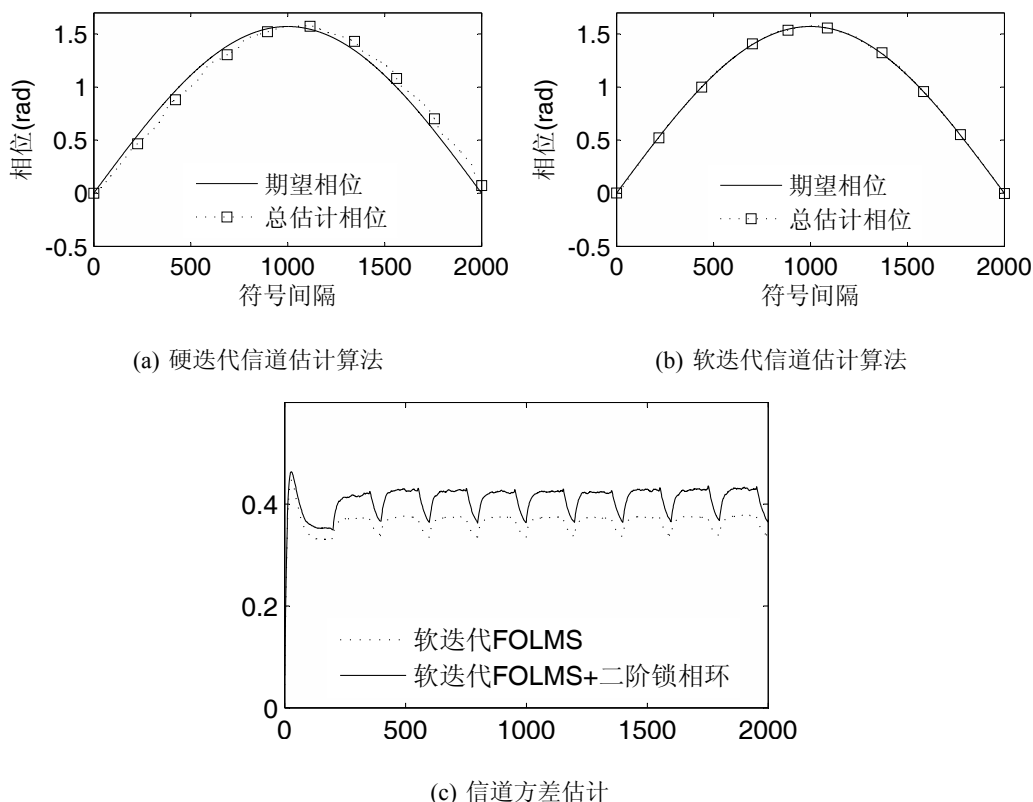 1.5
1
0.5
0
-0.5
相位(rad)
期望相位
总估计相位
0 500 1000 1500 2000
符号间隔
(a) 硬迭代信道估计算法
1.5
1
0.5
0
-0.5
相位(rad)
期望相位
总估计相位
0 500 1000 1500 2000
符号间隔
(b) 软迭代信道估计算法
0.4
0.2
0
软迭代FOLMS
软迭代FOLMS+二阶锁相环
0 500 1000 1500 2000
(c) 信道方差估计